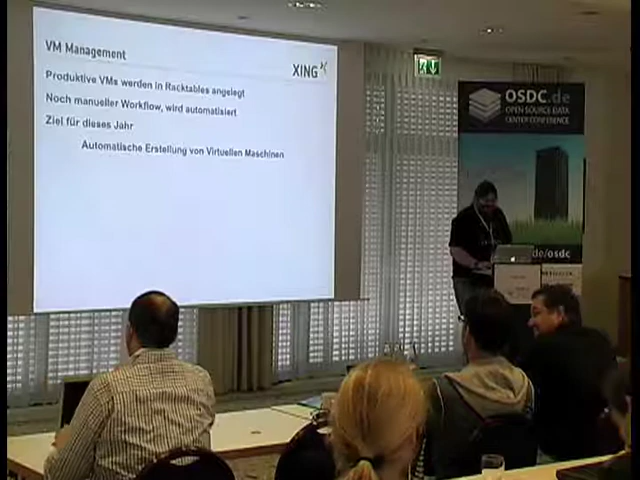 VM Management
XING
Produktive VMs werden in Racktables angelegt
Noch manueller Workflow, wird automatisiert
Ziel für dieses Jahr
Automatische Erstellung von Virtuellen Maschinen
OSDC.de
OPEN SOURCE DATA
CENTER CONFERENCE
de/osdc